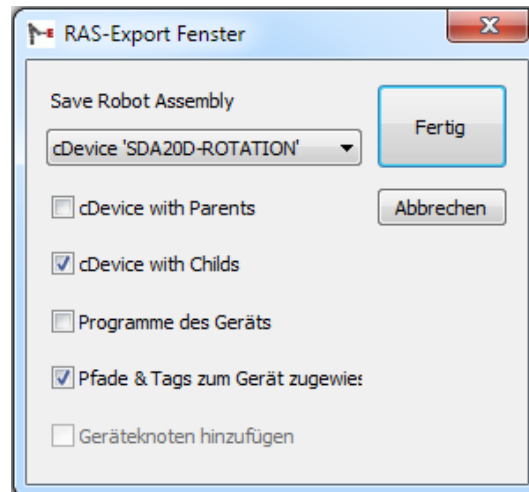 RAS-Export Fenster
Save Robot Assembly
cDevice 'SDA20D-ROTATION'
Fertig
cDevice with Parents
Abbrechen
cDevice with Childs
Programme des Geräts
Pfade & Tags zum Gerät zugewies
Geräteknoten hinzufügen